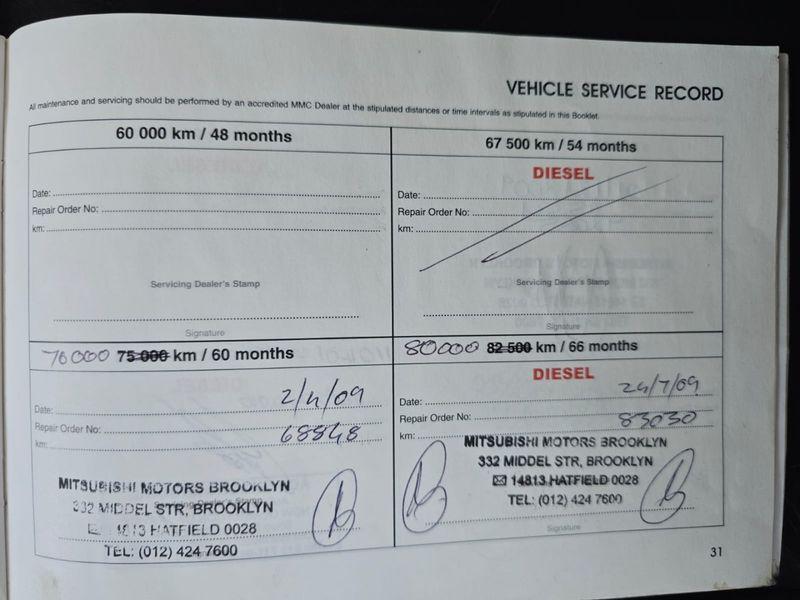 VEHICLE SERVICE RECORD
All maintenance and servicing should be performed by an accredited MMC Dealer at the stipulated distances or time intervals as stipulated in this Booklet.
60 000 km / 48 months
Date:
Repair Order No:
km:
Servicing Dealer's Stamp
Signature
67 500 km / 54 months
DIESEL
Date:
Repair Order No:
km:
Servicing Dealer's Stamp
Signature
70000 75 000 km / 60 months
Date: 2/4/09
Repair Order No: 68848
km:
MITSUBISHI MOTORS BROOKLYN
Servicing Dealer's Stamp
332 MIDDEL STR, BROOKLYN
14813 HATFIELD 0028
TEL: (012) 424 7600
80000 82 500 km / 66 months
DIESEL
Date: 24/7/09
Repair Order No: 83030
km:
MITSUBISHI MOTORS BROOKLYN
332 MIDDEL STR, BROOKLYN
14813 HATFIELD 0028
TEL: (012) 424 7600
Signature
31